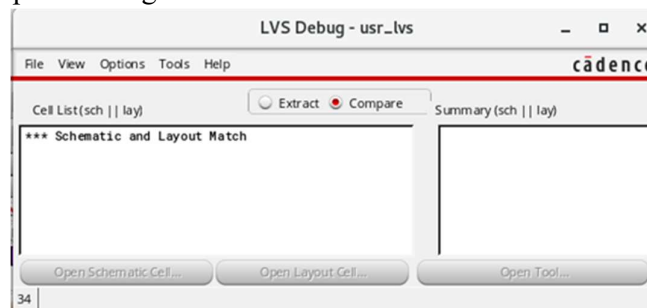 LVS Debug - usr_lvs
File View Options Tools Help
cādence
Extract Compare
Cell List(sch || lay) Summary (sch || lay)
*** Schematic and Layout Match
Open Schematic Cell... Open Layout Cell... Open Tool...
34